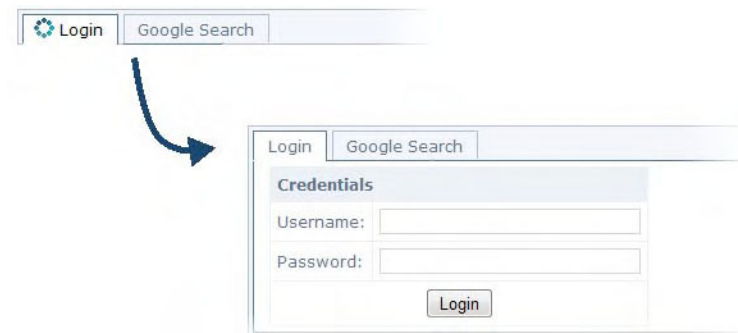 Login Google Search
Login Google Search
Credentials
Username:
Password:
Login